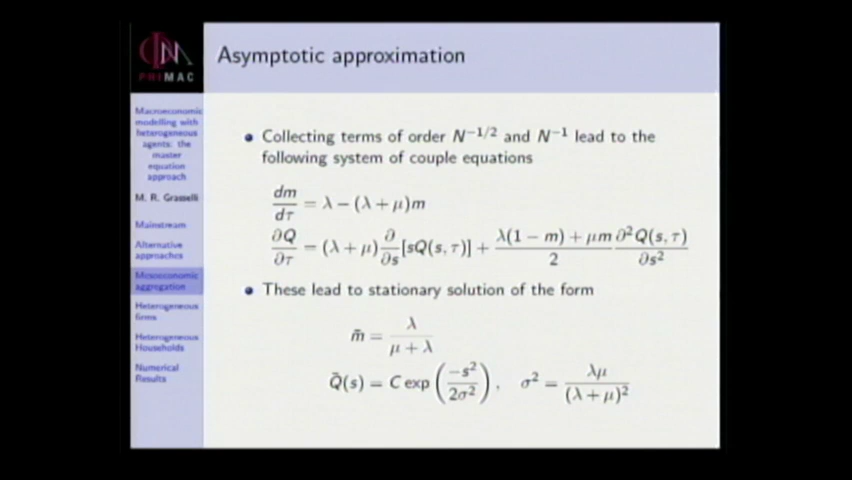 PRIMAC
Asymptotic approximation
Macroeconomic
modelling with
heterogeneous
agents: the
master
equation
approach
M. R. Grasselli
Mainstream
Alternative
approaches
Microeconomic
aggregation
Heterogeneous
firms
Heterogeneous
Households
Numerical
Results
Collecting terms of order N^{-1/2} and N^{-1} lead to the
following system of couple equations
dm/dτ = λ − (λ + μ)m
∂Q/∂τ = (λ + μ) ∂/∂s [sQ(s, τ)] + (λ(1 − m) + μm)/2 ∂²Q(s, τ)/∂s²
These lead to stationary solution of the form
m̄ = λ/(μ + λ)
Q̄(s) = C exp(−s²/2σ²), σ² = λμ/(λ + μ)²